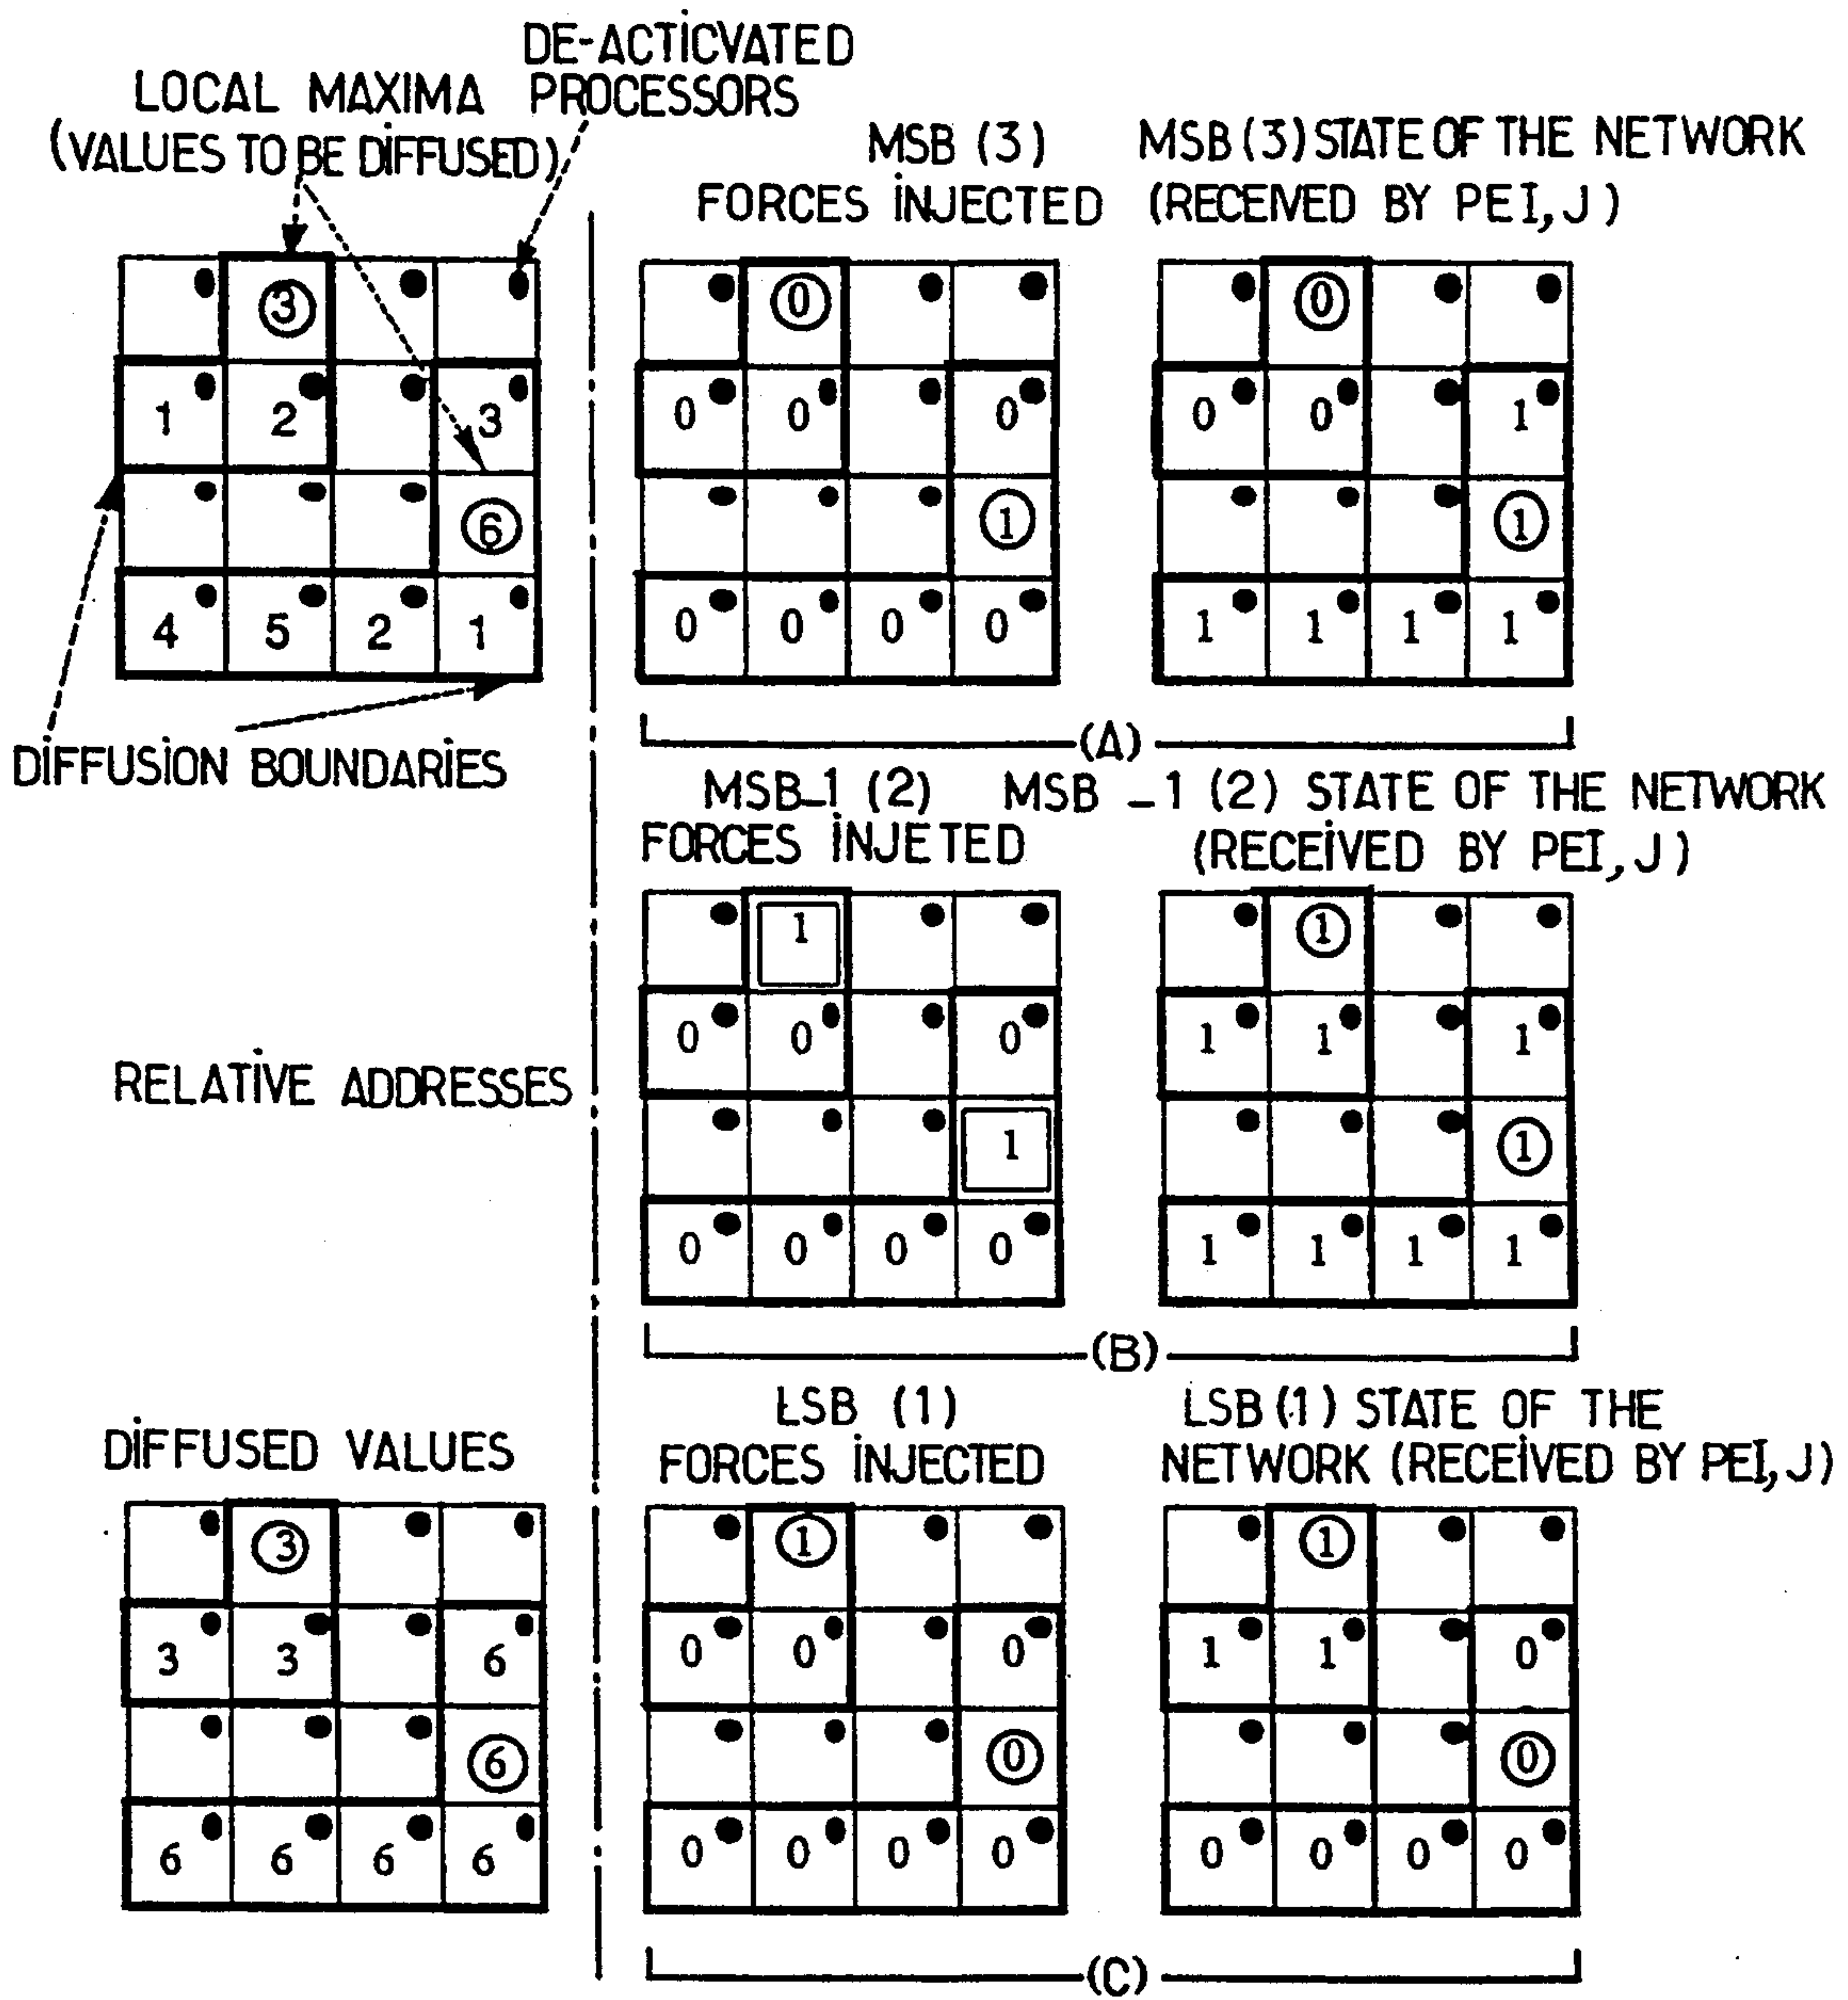 DE-ACTICVATED
PROCESSORS
LOCAL MAXIMA
(VALUES TO BE DIFFUSED)
MSB (3)
FORCES INJECTED
MSB (3) STATE OF THE NETWORK
(RECEIVED BY PEI, J)
3
1 2 3
6
4 5 2 1
0
0 0 0
1
0 0 0 0
0
0 0 1
1
1 1 1 1
DIFFUSION BOUNDARIES
(A)
MSB_1 (2)
FORCES INJETED
MSB _1 (2) STATE OF THE NETWORK
(RECEIVED BY PEI, J)
RELATIVE ADDRESSES
1
0 0 0
1
0 0 0 0
1
1 1 1
1
1 1 1 1
(B)
DIFFUSED VALUES
LSB (1)
FORCES INJECTED
LSB (1) STATE OF THE
NETWORK (RECEIVED BY PEI, J)
3
3 3 6
6
6 6 6 6
1
0 0 0
0
0 0 0 0
1
1 1 0
0
0 0 0 0
(C)